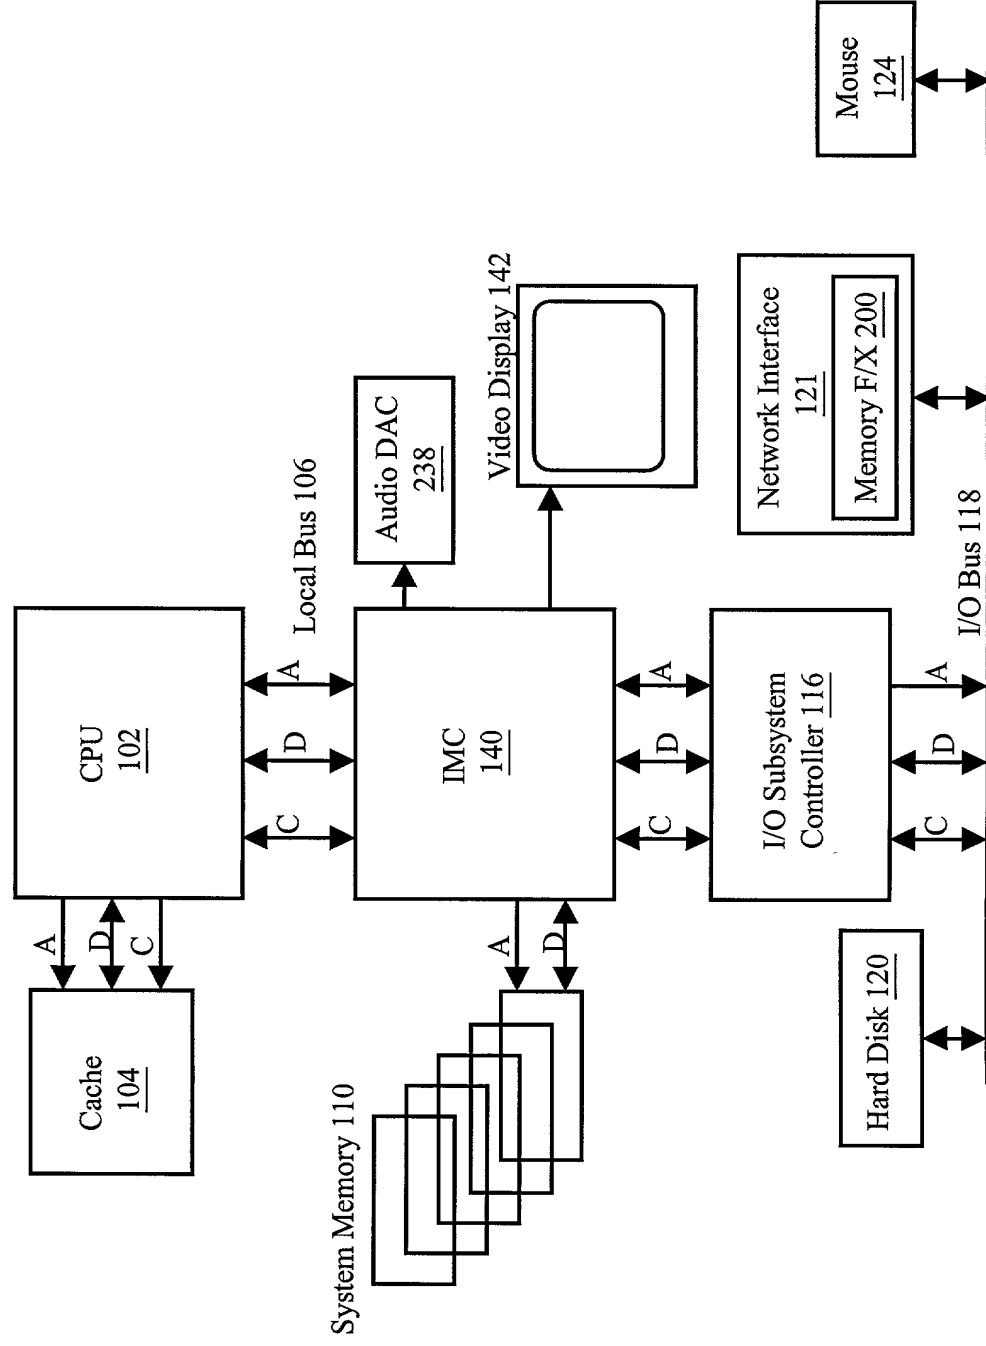 Cache
104
A
D
C
CPU
102
System Memory 110
A
D
C
D
A
Local Bus 106
IMC
140
Audio DAC
238
Video Display 142
C
D
A
Hard Disk 120
I/O Subsystem
Controller 116
Network Interface
121
Memory F/X 200
Mouse
124
C
D
A
I/O Bus 118